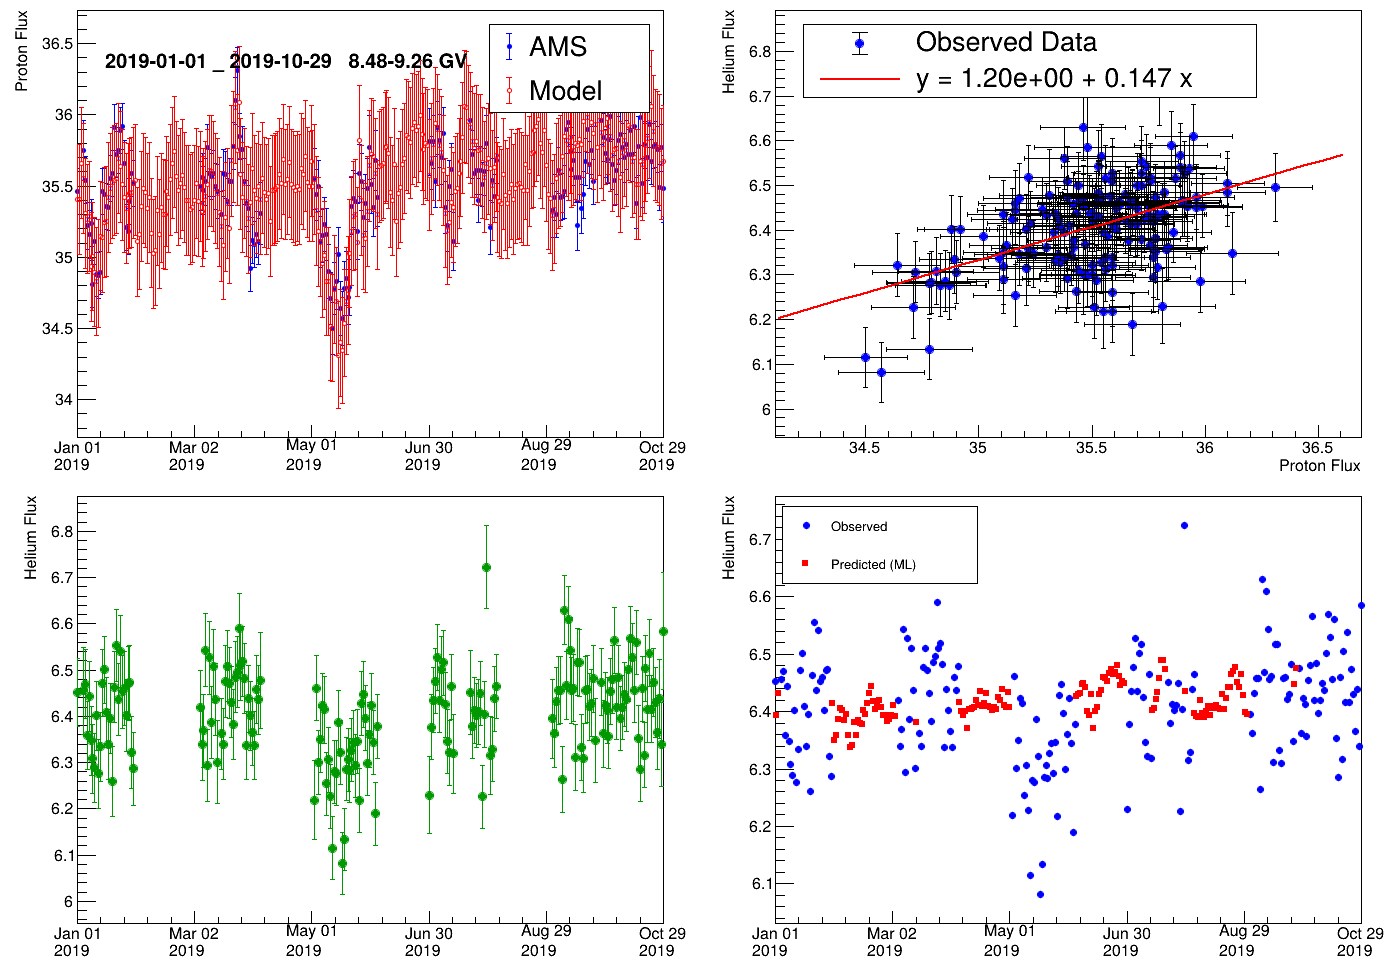 Proton Flux
36.5
36
35.5
35
34.5
34
2019-01-01 _ 2019-10-29 8.48-9.26 GV
AMS
Model
Jan 01
2019
Mar 02
2019
May 01
2019
Jun 30
2019
Aug 29
2019
Oct 29
2019
Helium Flux
6.8
6.7
6.6
6.5
6.4
6.3
6.2
6.1
6
Observed Data
y = 1.20e+00 + 0.147 x
34.5
35
35.5
36
36.5
Proton Flux
Helium Flux
6.8
6.7
6.6
6.5
6.4
6.3
6.2
6.1
6
Jan 01
2019
Mar 02
2019
May 01
2019
Jun 30
2019
Aug 29
2019
Oct 29
2019
Helium Flux
6.7
6.6
6.5
6.4
6.3
6.2
6.1
Observed
Predicted (ML)
Jan 01
2019
Mar 02
2019
May 01
2019
Jun 30
2019
Aug 29
2019
Oct 29
2019